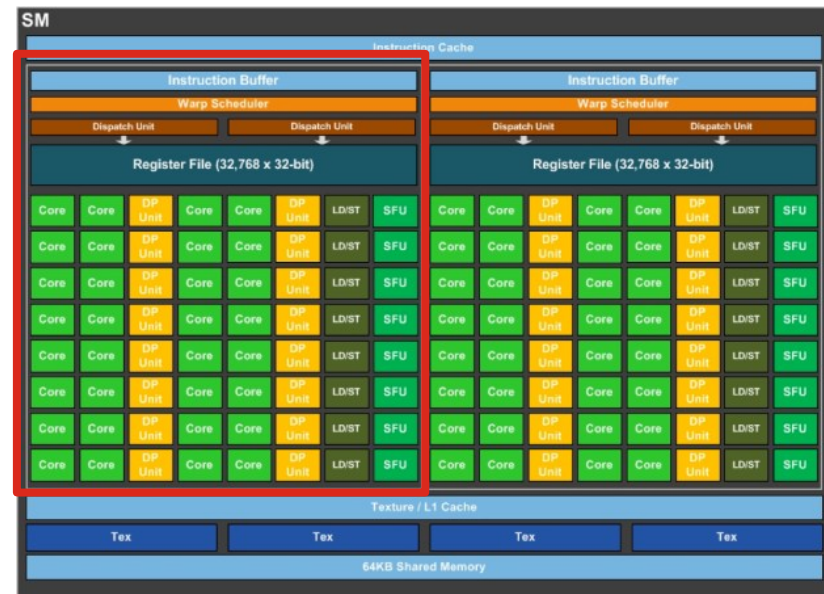 SM
Instruction Cache
Instruction Buffer Instruction Buffer
Warp Scheduler Warp Scheduler
Dispatch Unit Dispatch Unit Dispatch Unit Dispatch Unit
Register File (32,768 x 32-bit) Register File (32,768 x 32-bit)
Core Core DP Unit Core Core DP Unit LD/ST SFU Core Core DP Unit Core Core DP Unit LD/ST SFU
Core Core DP Unit Core Core DP Unit LD/ST SFU Core Core DP Unit Core Core DP Unit LD/ST SFU
Core Core DP Unit Core Core DP Unit LD/ST SFU Core Core DP Unit Core Core DP Unit LD/ST SFU
Core Core DP Unit Core Core DP Unit LD/ST SFU Core Core DP Unit Core Core DP Unit LD/ST SFU
Core Core DP Unit Core Core DP Unit LD/ST SFU Core Core DP Unit Core Core DP Unit LD/ST SFU
Core Core DP Unit Core Core DP Unit LD/ST SFU Core Core DP Unit Core Core DP Unit LD/ST SFU
Core Core DP Unit Core Core DP Unit LD/ST SFU Core Core DP Unit Core Core DP Unit LD/ST SFU
Core Core DP Unit Core Core DP Unit LD/ST SFU Core Core DP Unit Core Core DP Unit LD/ST SFU
Texture / L1 Cache
Tex Tex Tex Tex
64KB Shared Memory